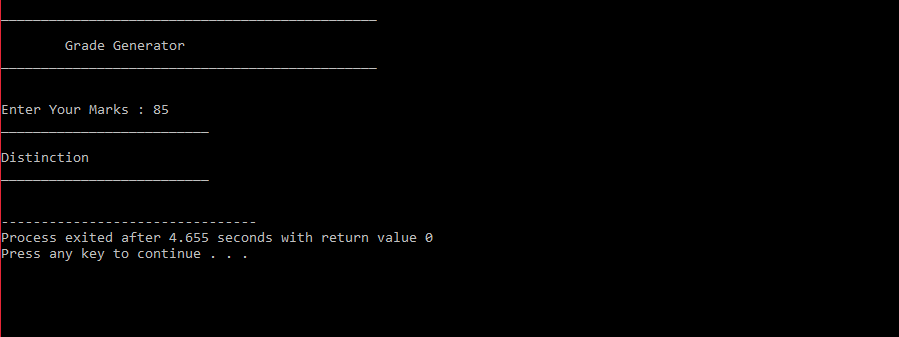 _______________________________________________
Grade Generator
_______________________________________________
Enter Your Marks : 85
__________________________
Distinction
__________________________
--------------------------------
Process exited after 4.655 seconds with return value 0
Press any key to continue . . .